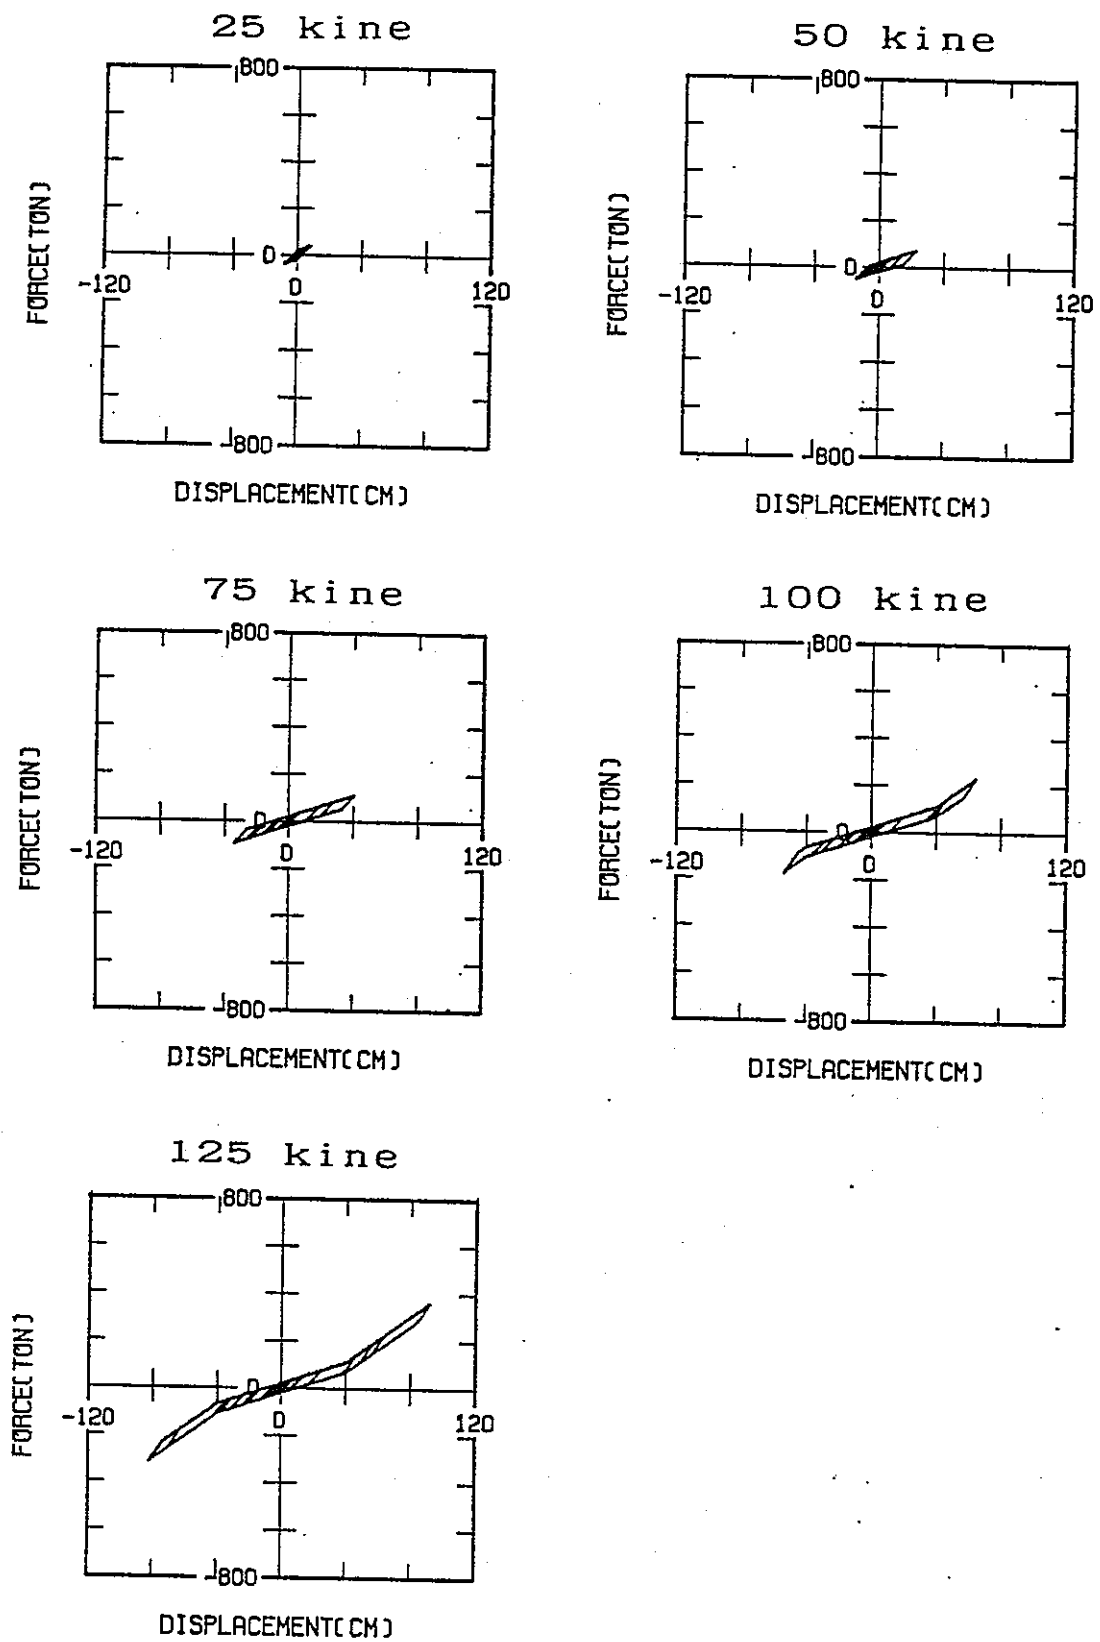 25 kine
800
FORCE(TON)
0
-120
0
120
-800
DISPLACEMENT(CM)
50 kine
800
FORCE(TON)
0
-120
0
120
-800
DISPLACEMENT(CM)
75 kine
800
FORCE(TON)
0
-120
0
120
-800
DISPLACEMENT(CM)
100 kine
800
FORCE(TON)
0
-120
0
120
-800
DISPLACEMENT(CM)
125 kine
800
FORCE(TON)
0
-120
0
120
-800
DISPLACEMENT(CM)